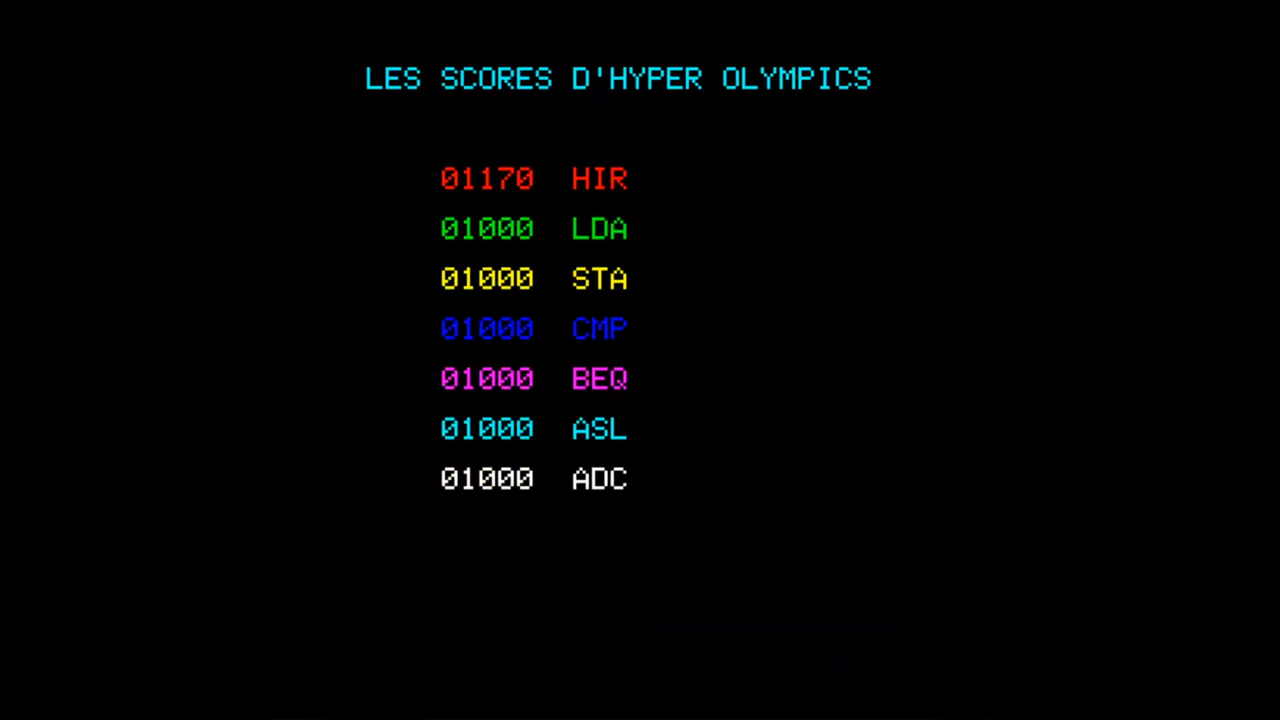 LES SCORES D'HYPER OLYMPICS
01170 HIR
01000 LDA
01000 STA
01000 CMP
01000 BEQ
01000 ASL
01000 ADC